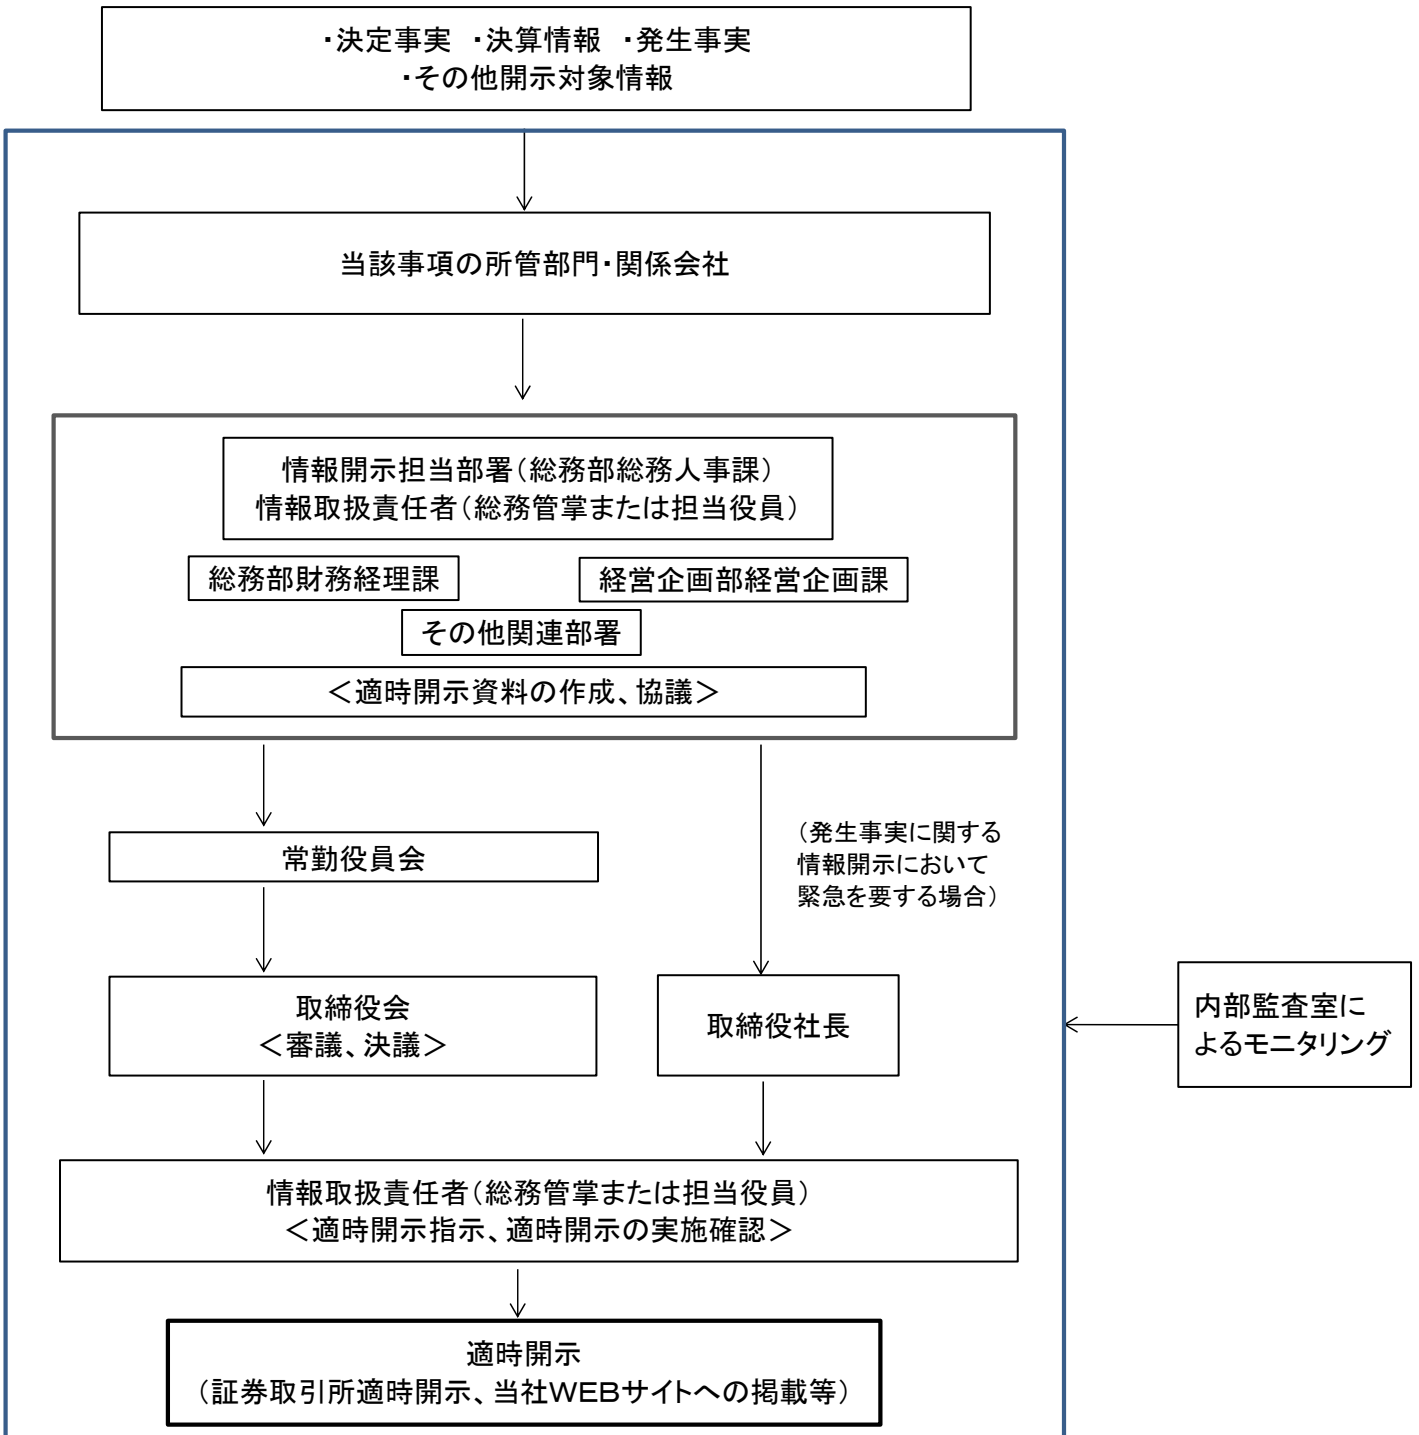 ・決定事実 ・決算情報 ・発生事実
・その他開示対象情報
当該事項の所管部門・関係会社
情報開示担当部署（総務部総務人事課）
情報取扱責任者（総務管掌または担当役員）
総務部財務経理課
経営企画部経営企画課
その他関連部署
＜適時開示資料の作成、協議＞
常勤役員会
（発生事実に関する
情報開示において
緊急を要する場合）
取締役会
＜審議、決議＞
取締役社長
内部監査室に
よるモニタリング
情報取扱責任者（総務管掌または担当役員）
＜適時開示指示、適時開示の実施確認＞
適時開示
（証券取引所適時開示、当社WEBサイトへの掲載等）